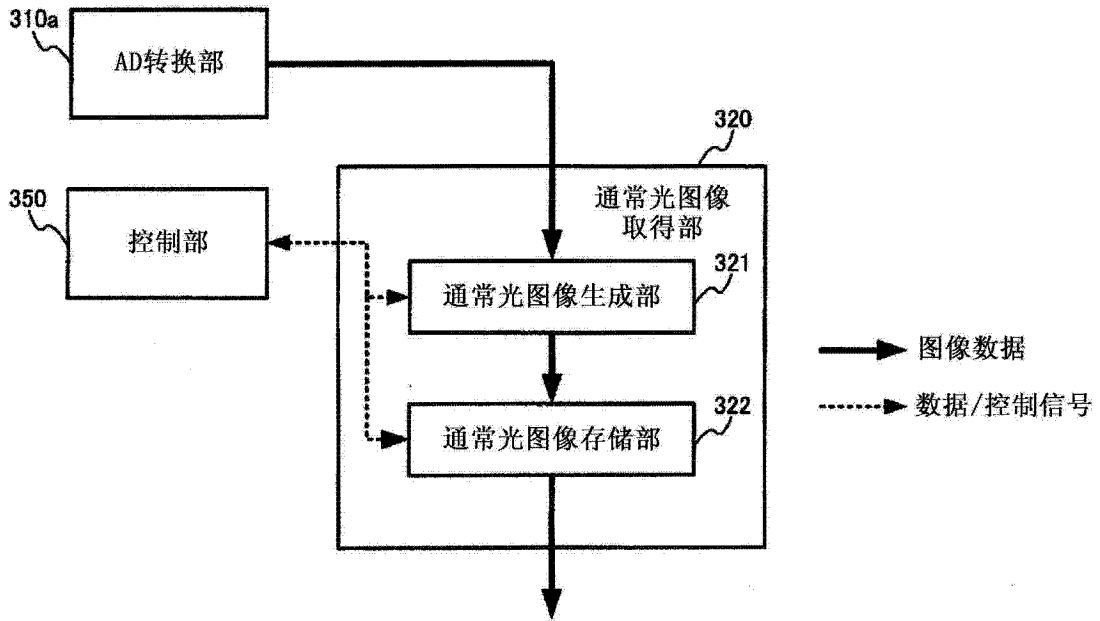 310a
AD转换部
320
通常光图像
取得部
350
控制部
321
通常光图像生成部
图像数据
322
数据/控制信号
通常光图像存储部